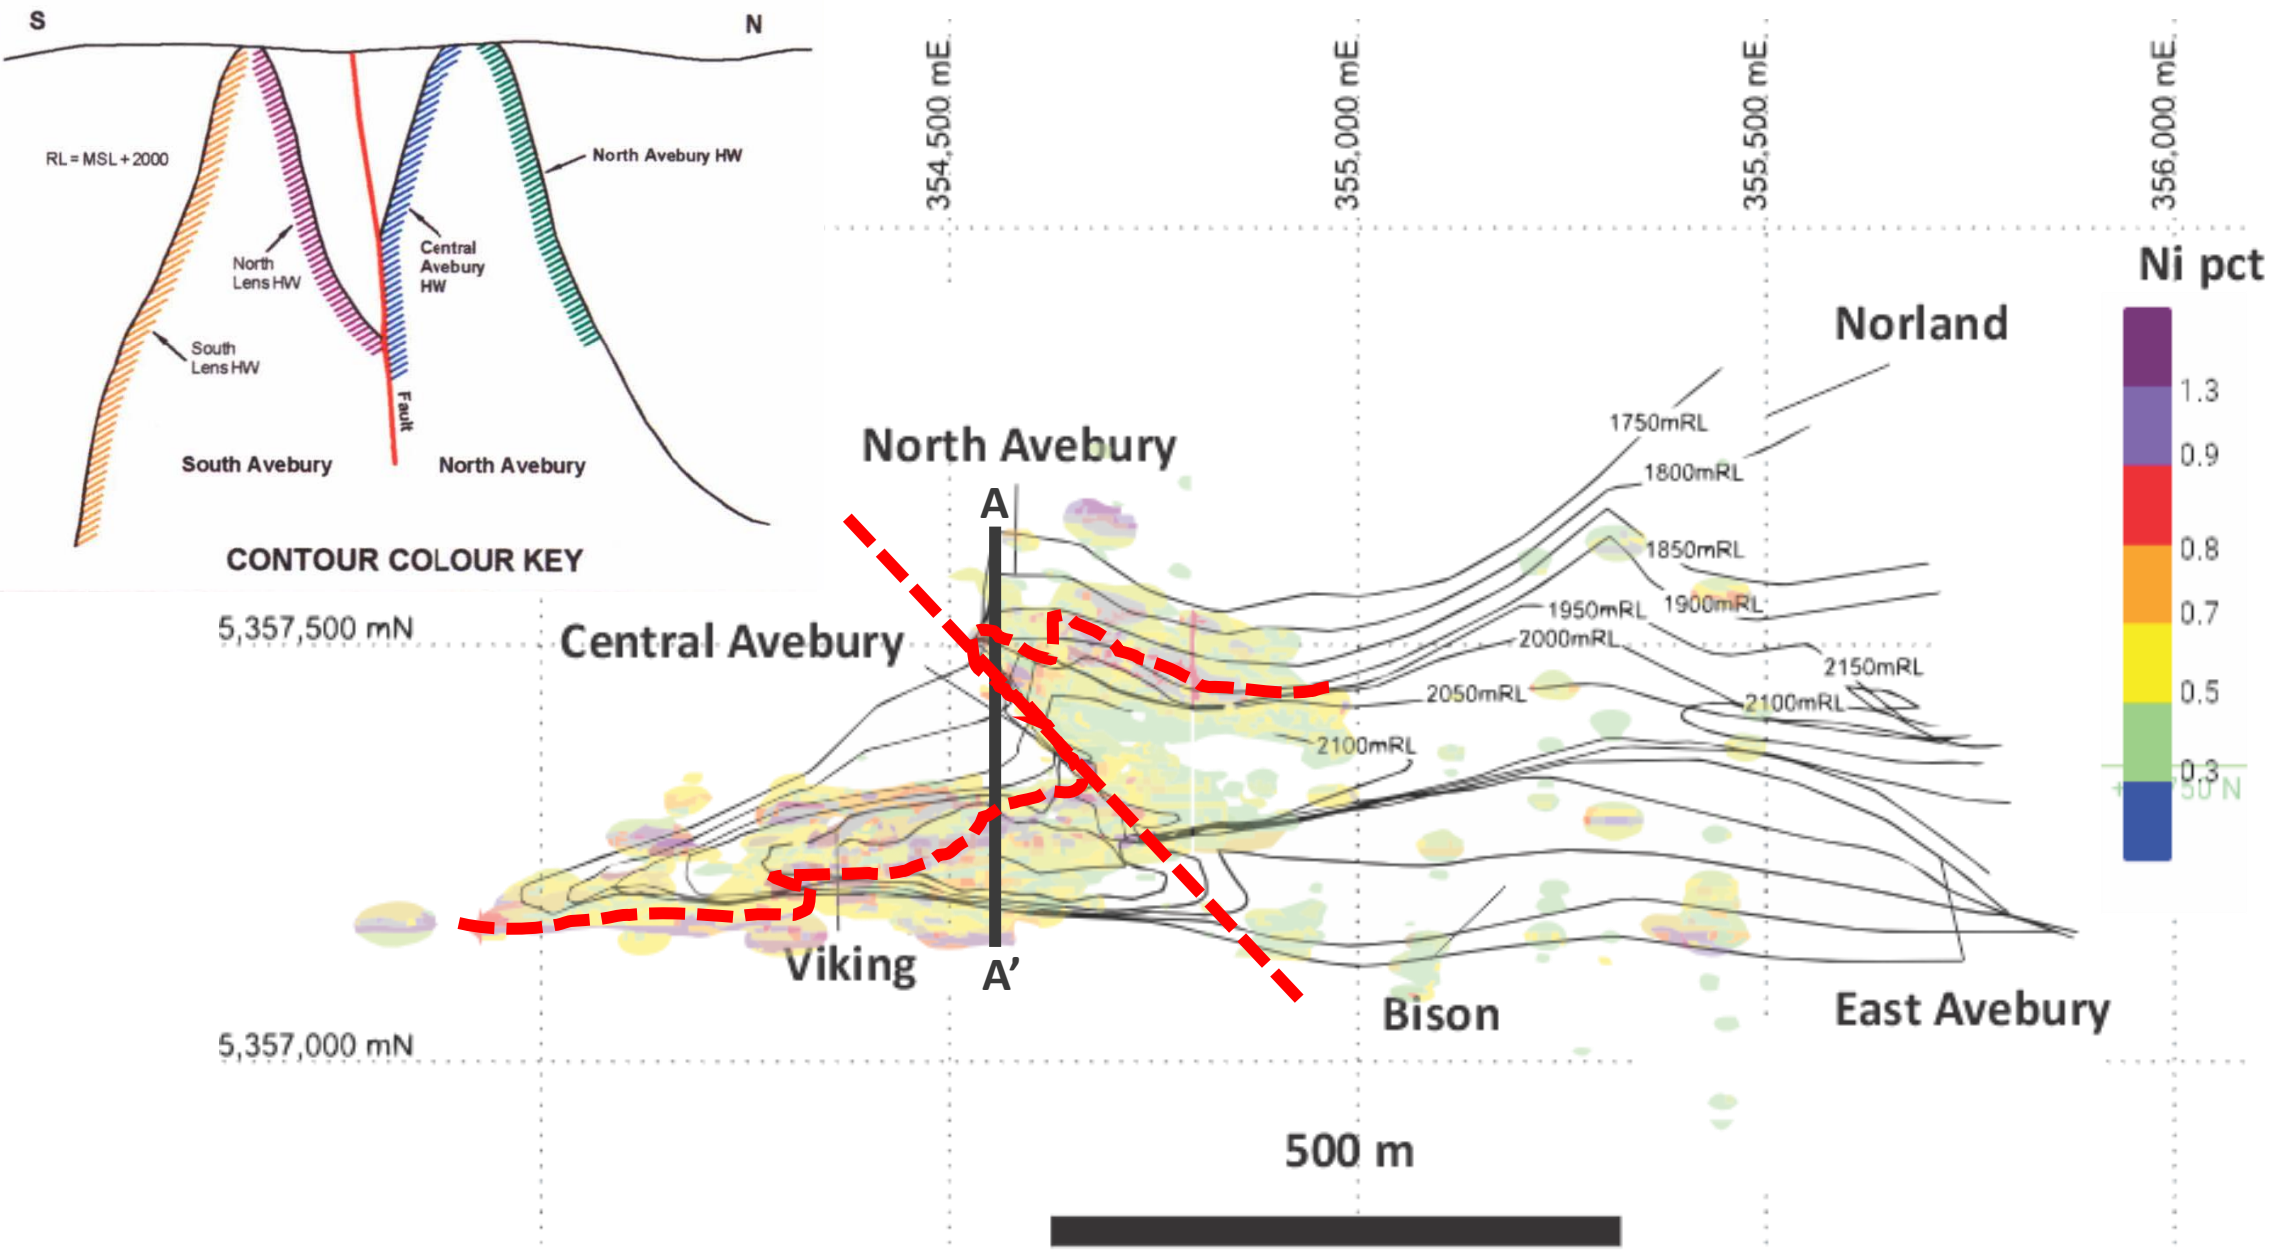 S
N
RL = MSL + 2000
North Avebury HW
North
Lens HW
Central
Avebury
HW
South
Lens HW
Fault
South Avebury
North Avebury
CONTOUR COLOUR KEY
354,500 mE
355,000 mE
355,500 mE
356,000 mE
Ni pct
1.3
0.9
0.8
0.7
0.5
0.3
50 N
Norland
1750mRL
1800mRL
1850mRL
1900mRL
1950mRL
2000mRL
2150mRL
2050mRL
2100mRL
2100mRL
North Avebury
A
5,357,500 mN
Central Avebury
Viking
A’
Bison
East Avebury
5,357,000 mN
500 m